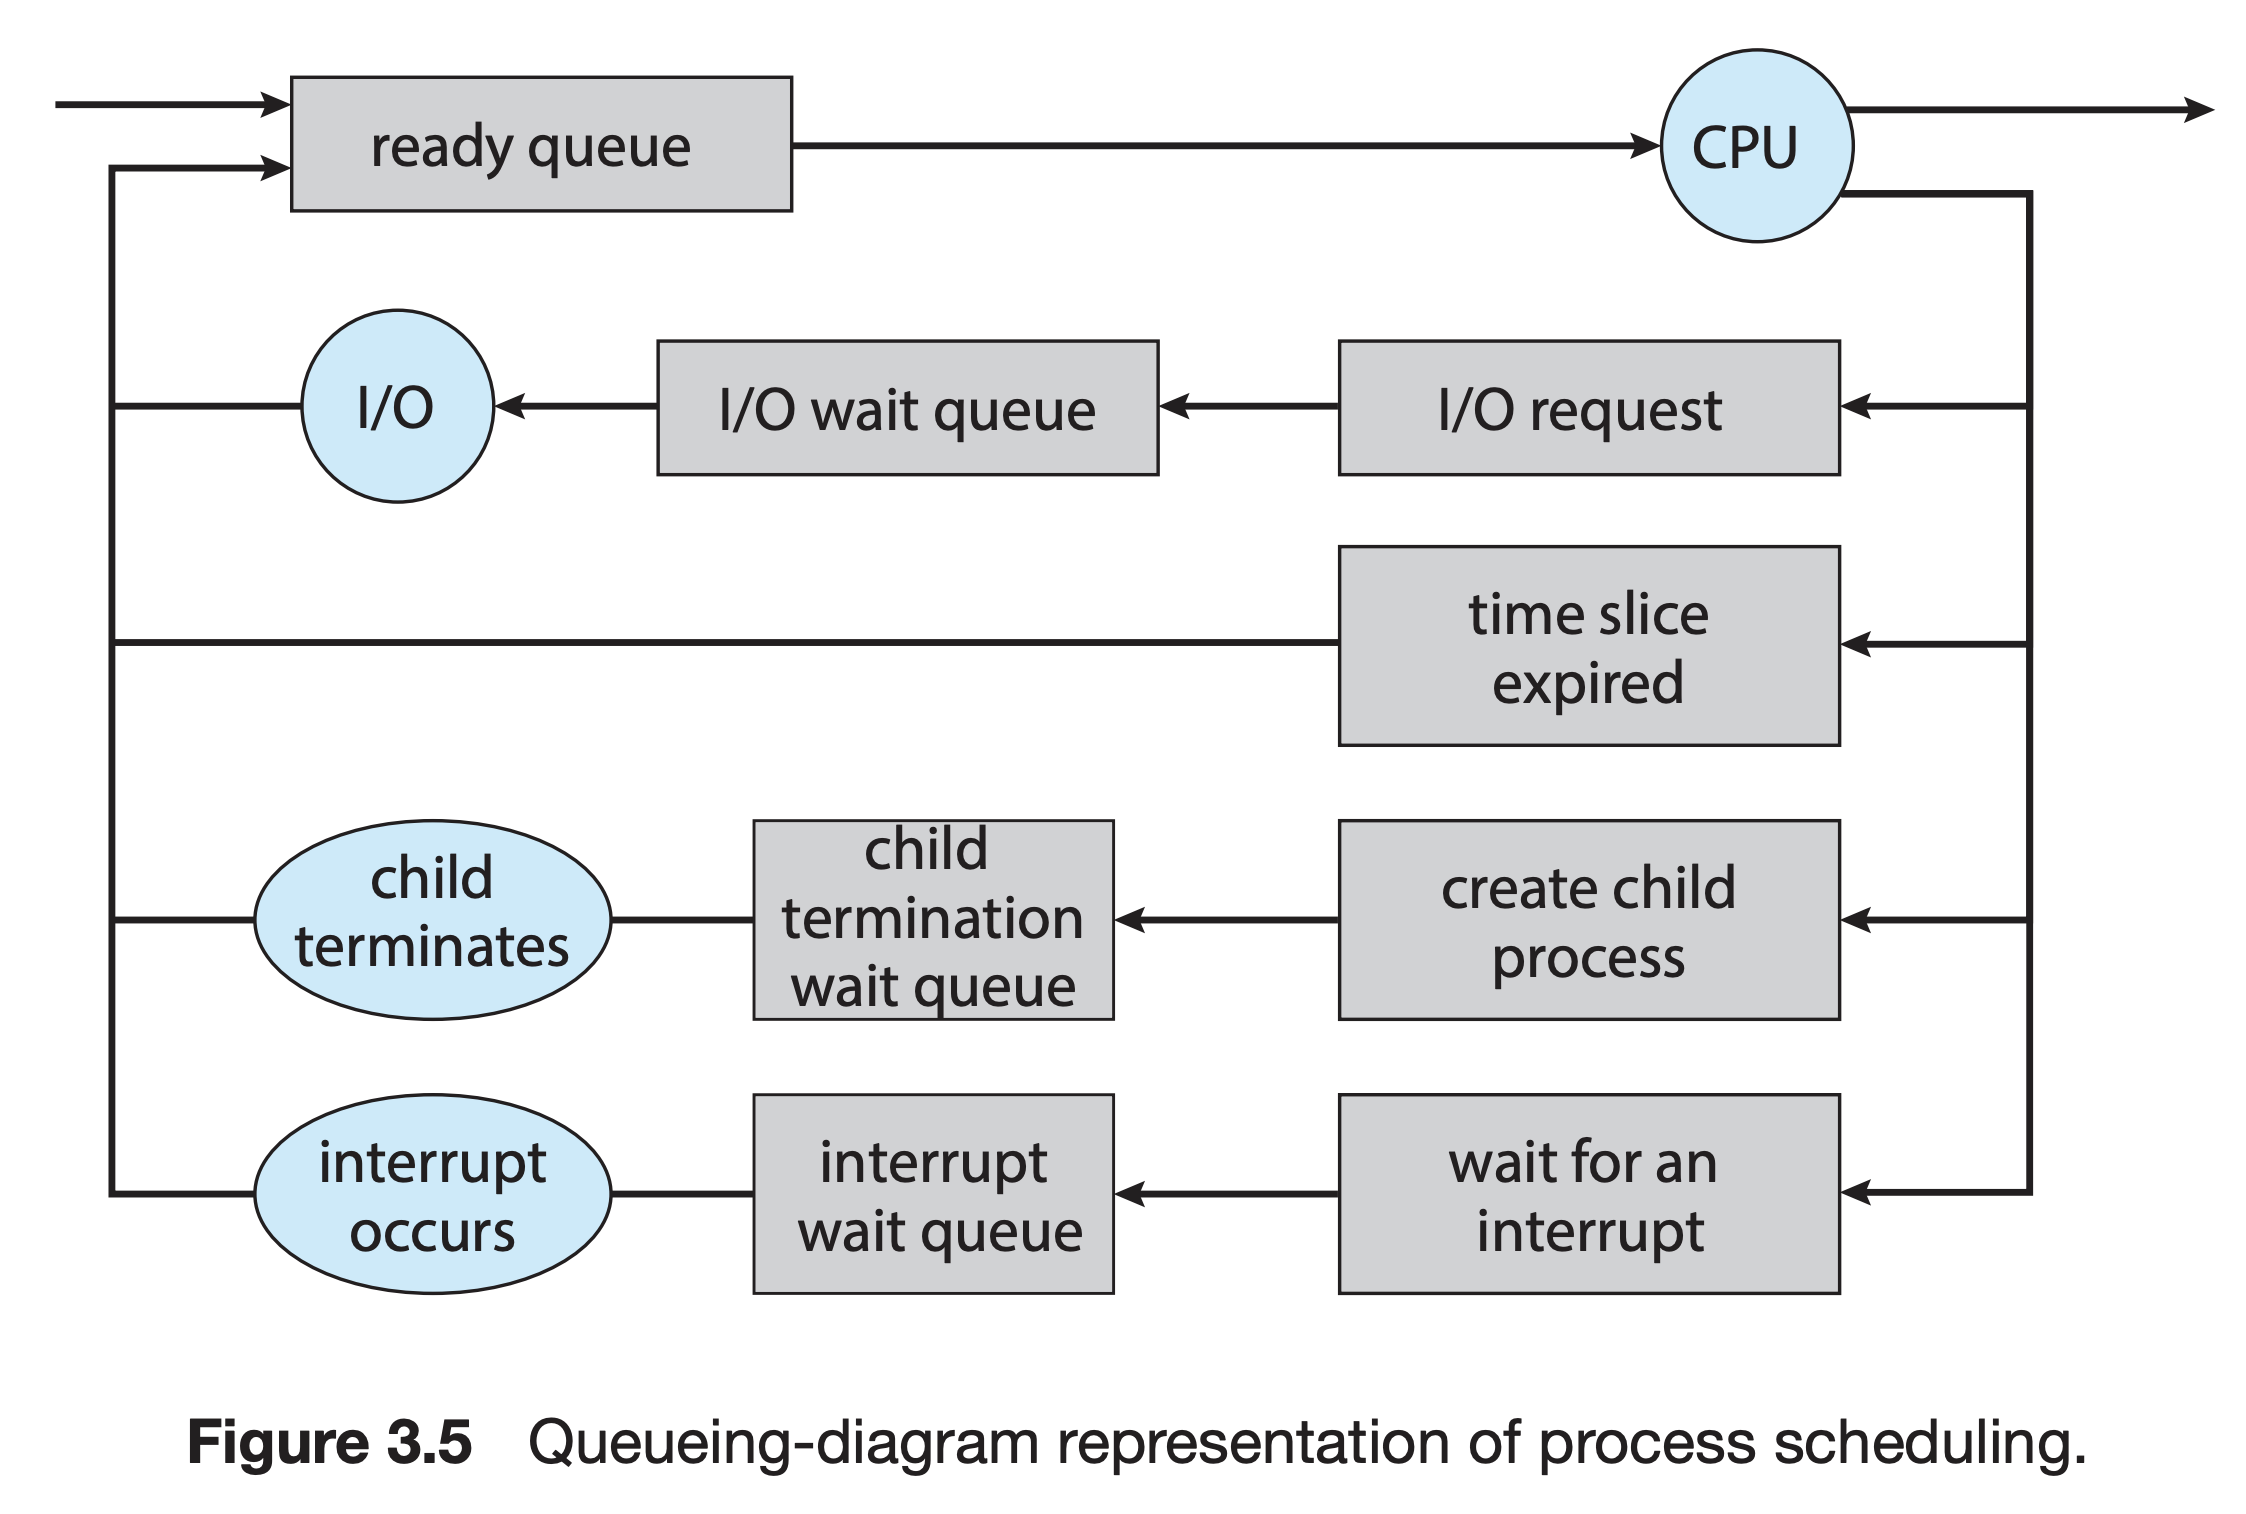 ready queue
CPU
I/O
I/O wait queue
I/O request
time slice
expired
child
terminates
child
termination
wait queue
create child
process
interrupt
occurs
interrupt
wait queue
wait for an
interrupt
Figure 3.5 Queueing-diagram representation of process scheduling.